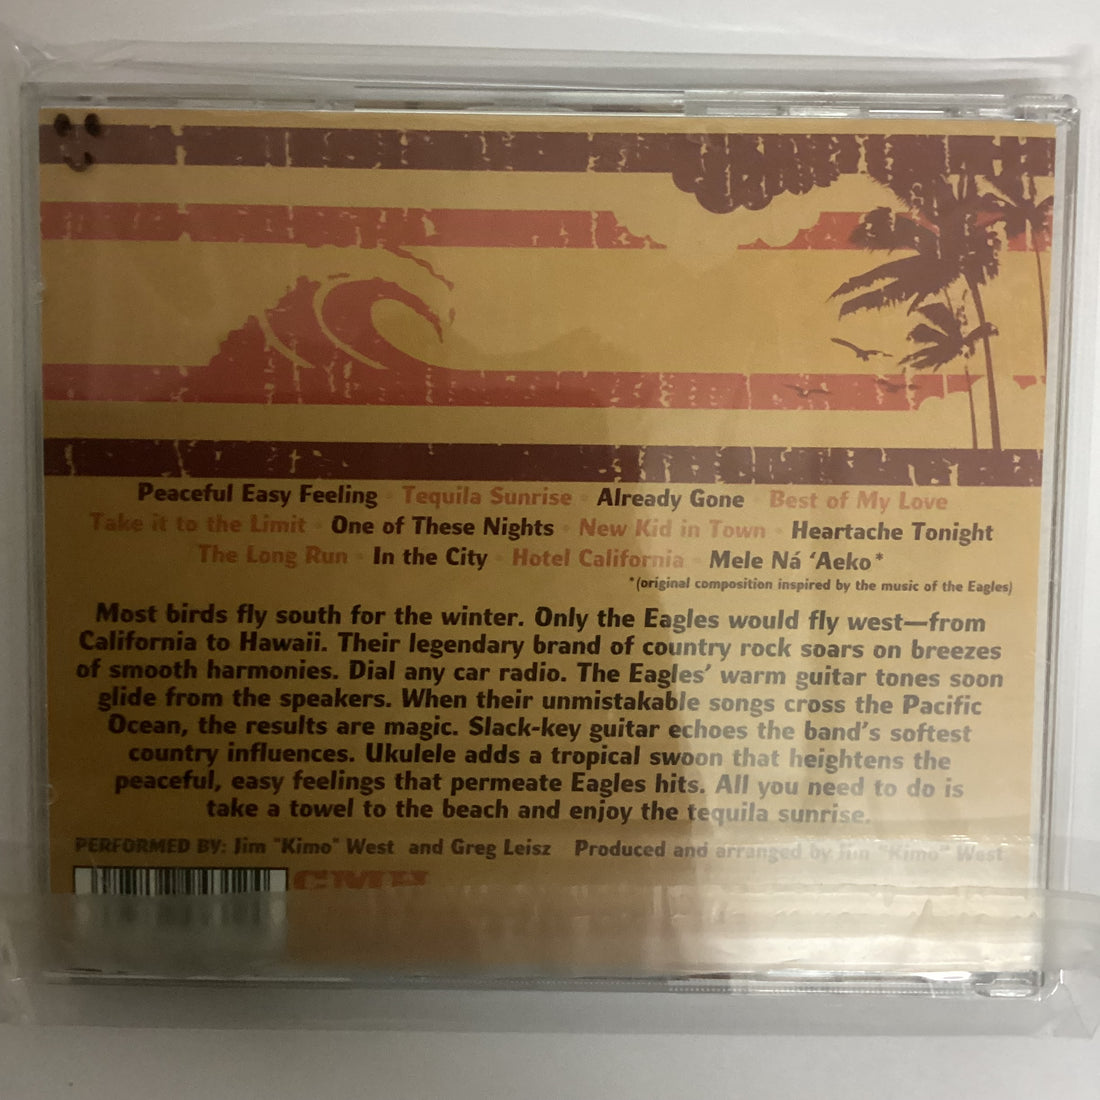 Peaceful Easy Feeling • Tequila Sunrise • Already Gone • Best of My Love
Take it to the Limit • One of These Nights • New Kid in Town • Heartache Tonight
The Long Run • In the City • Hotel California • Mele Ná ‘Aeko*
*(original composition inspired by the music of the Eagles)
Most birds fly south for the winter. Only the Eagles would fly west—from
California to Hawaii. Their legendary brand of country rock soars on breezes
of smooth harmonies. Dial any car radio. The Eagles’ warm guitar tones soon
glide from the speakers. When their unmistakable songs cross the Pacific
Ocean, the results are magic. Slack-key guitar echoes the band’s softest
country influences. Ukulele adds a tropical swoon that heightens the
peaceful, easy feelings that permeate Eagles hits. All you need to do is
take a towel to the beach and enjoy the tequila sunrise.
PERFORMED BY: Jim "Kimo" West and Greg Leisz Produced and arranged by Jim "Kimo" West
CMH